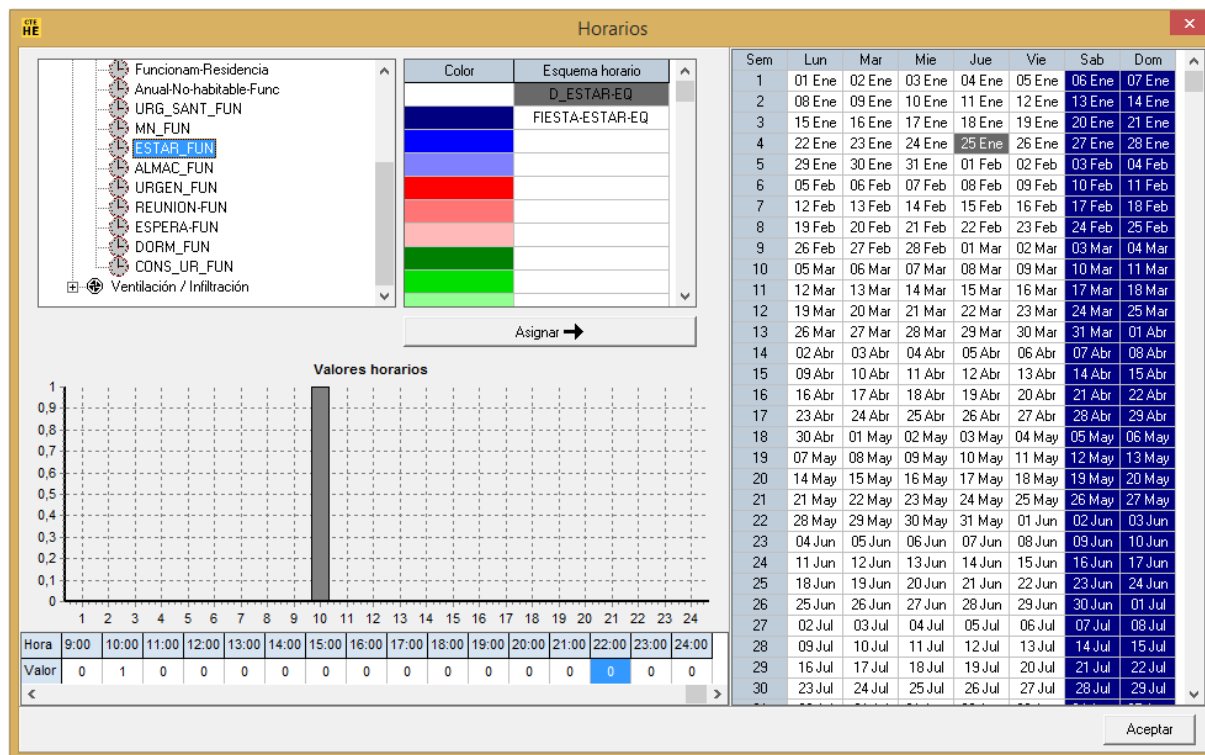 CTE
HE
Horarios
Funcionam-Residencia
Anual-No-habitable-Func
URG_SANT_FUN
MN_FUN
ESTAR_FUN
ALMAC_FUN
URGEN_FUN
REUNION-FUN
ESPERA-FUN
DORM_FUN
CONS_UR_FUN
Ventilación / Infiltración
Color Esquema horario
D_ESTAR-EQ
FIESTA-ESTAR-EQ
Asignar
Valores horarios
1
0,9
0,8
0,7
0,6
0,5
0,4
0,3
0,2
0,1
0
1 2 3 4 5 6 7 8 9 10 11 12 13 14 15 16 17 18 19 20 21 22 23 24
Hora 9:00 10:00 11:00 12:00 13:00 14:00 15:00 16:00 17:00 18:00 19:00 20:00 21:00 22:00 23:00 24:00
Valor 0 1 0 0 0 0 0 0 0 0 0 0 0 0 0 0
Sem Lun Mar Mie Jue Vie Sab Dom
1 01 Ene 02 Ene 03 Ene 04 Ene 05 Ene 06 Ene 07 Ene
2 08 Ene 09 Ene 10 Ene 11 Ene 12 Ene 13 Ene 14 Ene
3 15 Ene 16 Ene 17 Ene 18 Ene 19 Ene 20 Ene 21 Ene
4 22 Ene 23 Ene 24 Ene 25 Ene 26 Ene 27 Ene 28 Ene
5 29 Ene 30 Ene 31 Ene 01 Feb 02 Feb 03 Feb 04 Feb
6 05 Feb 06 Feb 07 Feb 08 Feb 09 Feb 10 Feb 11 Feb
7 12 Feb 13 Feb 14 Feb 15 Feb 16 Feb 17 Feb 18 Feb
8 19 Feb 20 Feb 21 Feb 22 Feb 23 Feb 24 Feb 25 Feb
9 26 Feb 27 Feb 28 Feb 01 Mar 02 Mar 03 Mar 04 Mar
10 05 Mar 06 Mar 07 Mar 08 Mar 09 Mar 10 Mar 11 Mar
11 12 Mar 13 Mar 14 Mar 15 Mar 16 Mar 17 Mar 18 Mar
12 19 Mar 20 Mar 21 Mar 22 Mar 23 Mar 24 Mar 25 Mar
13 26 Mar 27 Mar 28 Mar 29 Mar 30 Mar 31 Mar 01 Abr
14 02 Abr 03 Abr 04 Abr 05 Abr 06 Abr 07 Abr 08 Abr
15 09 Abr 10 Abr 11 Abr 12 Abr 13 Abr 14 Abr 15 Abr
16 16 Abr 17 Abr 18 Abr 19 Abr 20 Abr 21 Abr 22 Abr
17 23 Abr 24 Abr 25 Abr 26 Abr 27 Abr 28 Abr 29 Abr
18 30 Abr 01 May 02 May 03 May 04 May 05 May 06 May
19 07 May 08 May 09 May 10 May 11 May 12 May 13 May
20 14 May 15 May 16 May 17 May 18 May 19 May 20 May
21 21 May 22 May 23 May 24 May 25 May 26 May 27 May
22 28 May 29 May 30 May 31 May 01 Jun 02 Jun 03 Jun
23 04 Jun 05 Jun 06 Jun 07 Jun 08 Jun 09 Jun 10 Jun
24 11 Jun 12 Jun 13 Jun 14 Jun 15 Jun 16 Jun 17 Jun
25 18 Jun 19 Jun 20 Jun 21 Jun 22 Jun 23 Jun 24 Jun
26 25 Jun 26 Jun 27 Jun 28 Jun 29 Jun 30 Jun 01 Jul
27 02 Jul 03 Jul 04 Jul 05 Jul 06 Jul 07 Jul 08 Jul
28 09 Jul 10 Jul 11 Jul 12 Jul 13 Jul 14 Jul 15 Jul
29 16 Jul 17 Jul 18 Jul 19 Jul 20 Jul 21 Jul 22 Jul
30 23 Jul 24 Jul 25 Jul 26 Jul 27 Jul 28 Jul 29 Jul
Aceptar